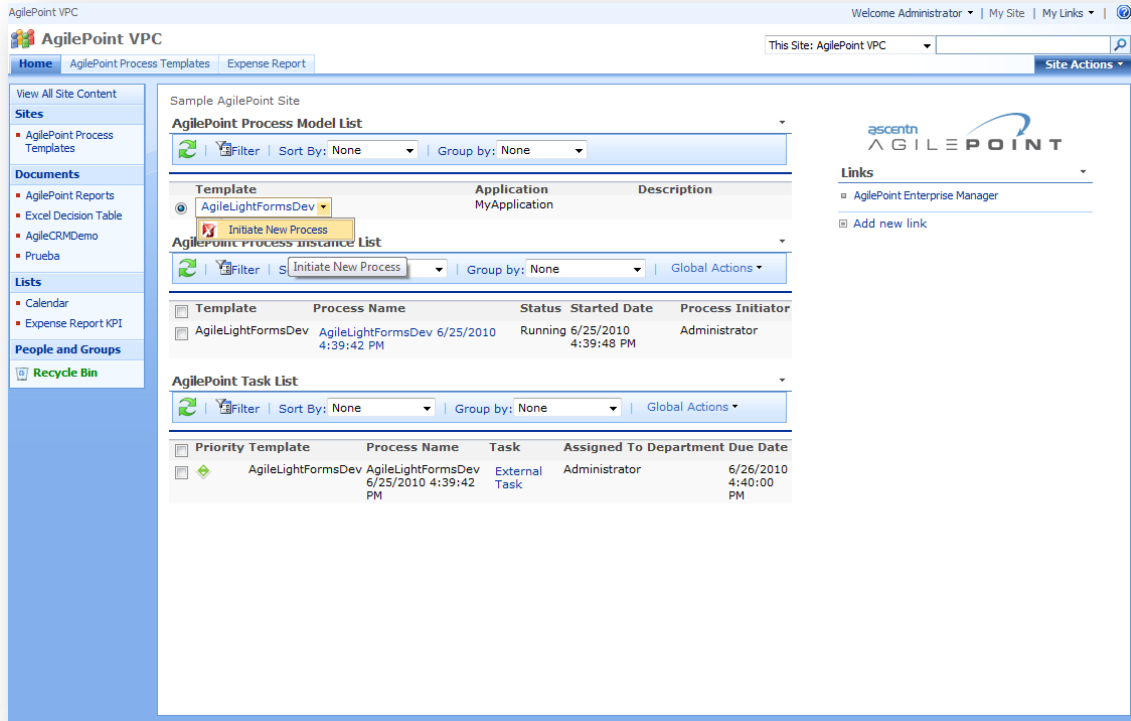 AgilePoint VPC
Welcome Administrator | My Site | My Links |
AgilePoint VPC
This Site: AgilePoint VPC
Home AgilePoint Process Templates Expense Report
Site Actions
View All Site Content
Sites
AgilePoint Process
Templates
Documents
AgilePoint Reports
Excel Decision Table
AgileCRMDemo
Prueba
Lists
Calendar
Expense Report KPI
People and Groups
Recycle Bin
Sample AgilePoint Site
AgilePoint Process Model List
Filter | Sort By: None | Group by: None
Template Application Description
AgileLightFormsDev MyApplication
Initiate New Process
AgilePoint Process Instance List
Filter | S Initiate New Process | Group by: None | Global Actions
Template Process Name Status Started Date Process Initiator
AgileLightFormsDev AgileLightFormsDev 6/25/2010 Running 6/25/2010 Administrator
4:39:42 PM 4:39:48 PM
AgilePoint Task List
Filter | Sort By: None | Group by: None | Global Actions
Priority Template Process Name Task Assigned To Department Due Date
AgileLightFormsDev AgileLightFormsDev External Administrator 6/26/2010
6/25/2010 4:39:42 Task 4:40:00
PM PM
ascentn
AGILEPOINT
Links
AgilePoint Enterprise Manager
Add new link